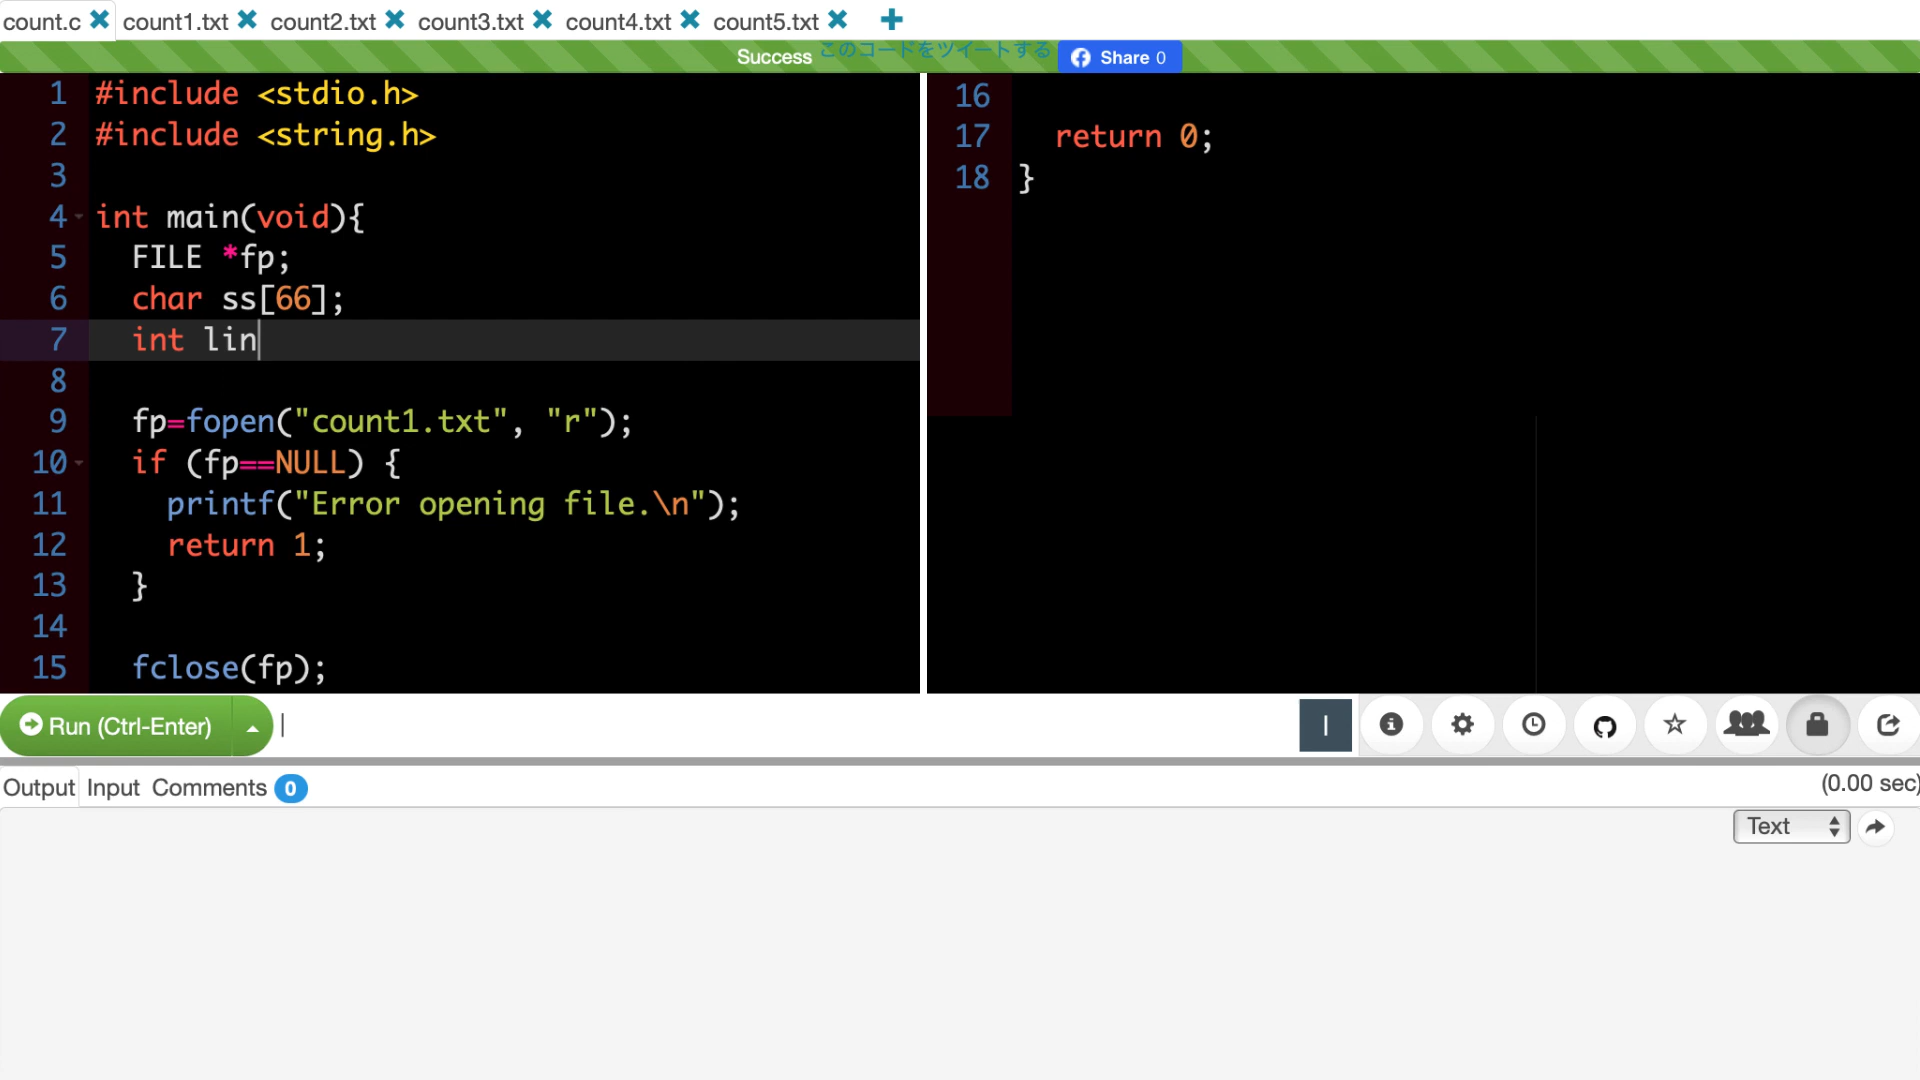 count.c count1.txt count2.txt count3.txt count4.txt count5.txt
Success このコードをツイートする Share 0
1 #include <stdio.h>
2 #include <string.h>
3
4 int main(void){
5 FILE *fp;
6 char ss[66];
7 int lin
8
9 fp=fopen("count1.txt", "r");
10 if (fp==NULL) {
11 printf("Error opening file.\n");
12 return 1;
13 }
14
15 fclose(fp);
16
17 return 0;
18 }
Run (Ctrl-Enter)
Output Input Comments 0 (0.00 sec)
Text